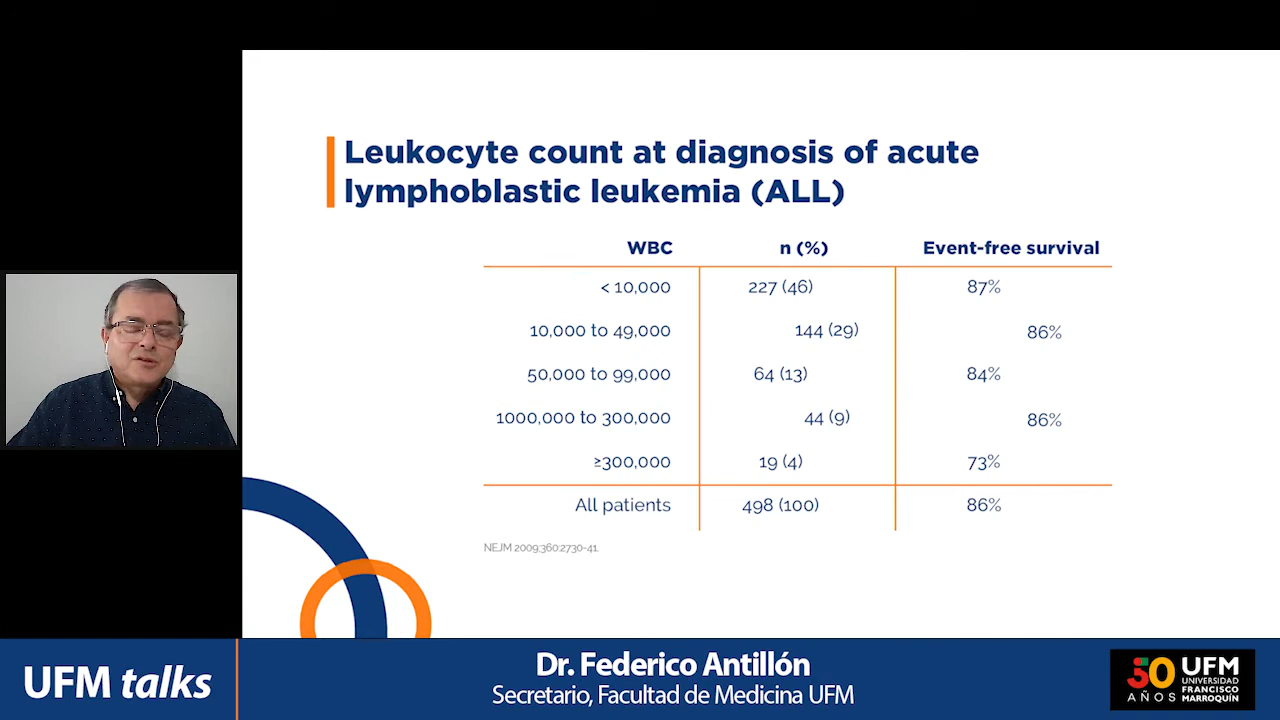 Leukocyte count at diagnosis of acute
lymphoblastic leukemia (ALL)
WBC n (%) Event-free survival
< 10,000 227 (46) 87%
10,000 to 49,000 144 (29) 86%
50,000 to 99,000 64 (13) 84%
1000,000 to 300,000 44 (9) 86%
≥300,000 19 (4) 73%
All patients 498 (100) 86%
NEJM 2009;360:2730-41.
UFM talks
Dr. Federico Antillón
Secretario, Facultad de Medicina UFM
50
AÑOS
UFM
UNIVERSIDAD
FRANCISCO
MARROQUÍN